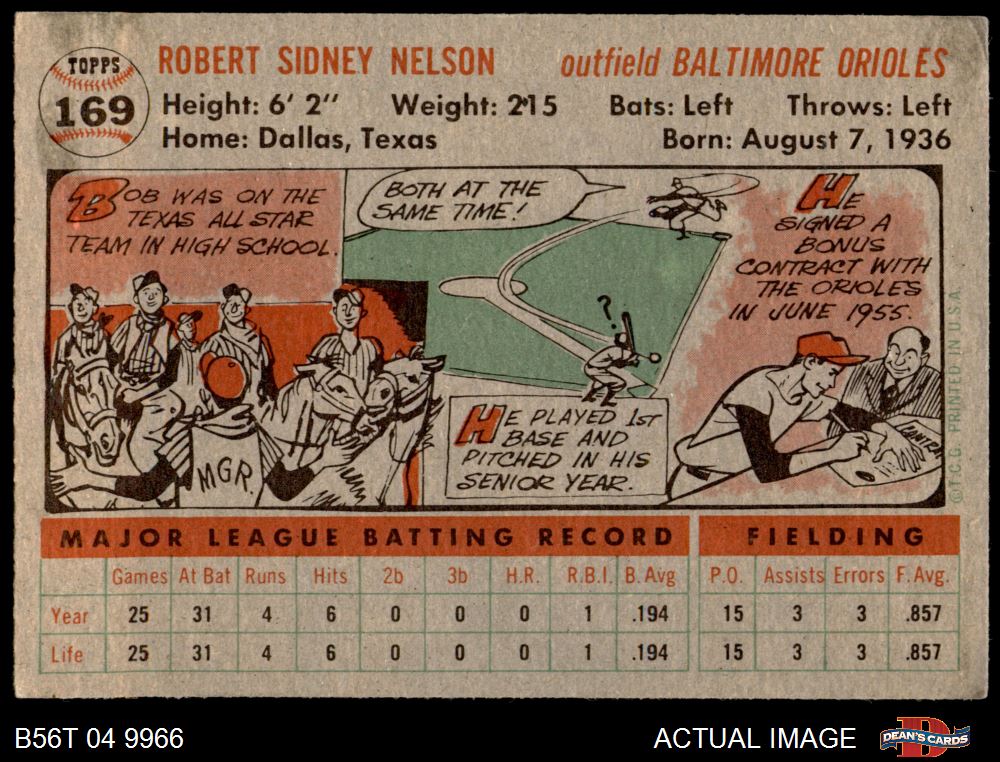 TOPPS
169
ROBERT SIDNEY NELSON outfield BALTIMORE ORIOLES
Height: 6' 2" Weight: 215 Bats: Left Throws: Left
Home: Dallas, Texas Born: August 7, 1936
BOB WAS ON THE
TEXAS ALL STAR
TEAM IN HIGH SCHOOL.
MGR.
BOTH AT THE
SAME TIME!
?
HE PLAYED 1ST
BASE AND
PITCHED IN HIS
SENIOR YEAR.
HE
SIGNED A
BONUS
CONTRACT WITH
THE ORIOLES
IN JUNE 1955.
©T.C.G. PRINTED IN U.S.A.
MAJOR LEAGUE BATTING RECORD FIELDING
Games At Bat Runs Hits 2b 3b H.R. R.B.I. B. Avg P.O. Assists Errors F. Avg.
Year 25 31 4 6 0 0 0 1 .194 15 3 3 .857
Life 25 31 4 6 0 0 0 1 .194 15 3 3 .857
B56T 04 9966 ACTUAL IMAGE DEAN'S CARDS